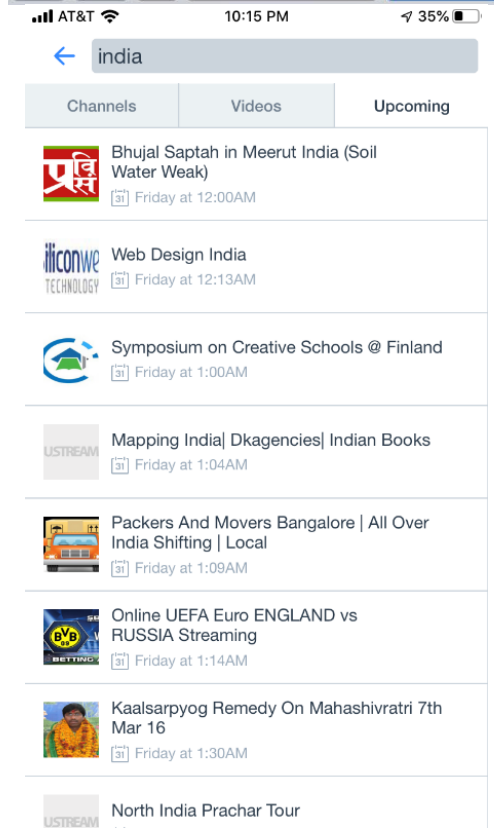 AT&T
10:15 PM
35%
india
Channels
Videos
Upcoming
प्रवि
स
Bhujal Saptah in Meerut India (Soil
Water Weak)
31 Friday at 12:00AM
iliconwe
TECHNOLOGY
Web Design India
31 Friday at 12:13AM
Symposium on Creative Schools @ Finland
31 Friday at 1:00AM
USTREAM
Mapping India| Dkagencies| Indian Books
31 Friday at 1:04AM
Packers And Movers Bangalore | All Over
India Shifting | Local
31 Friday at 1:09AM
BVB
09
BETTING
Online UEFA Euro ENGLAND vs
RUSSIA Streaming
31 Friday at 1:14AM
Kaalsarpyog Remedy On Mahashivratri 7th
Mar 16
31 Friday at 1:30AM
USTREAM
North India Prachar Tour